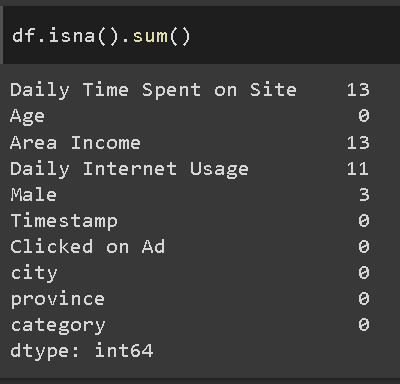 df.isna().sum()
Daily Time Spent on Site 13
Age 0
Area Income 13
Daily Internet Usage 11
Male 3
Timestamp 0
Clicked on Ad 0
city 0
province 0
category 0
dtype: int64